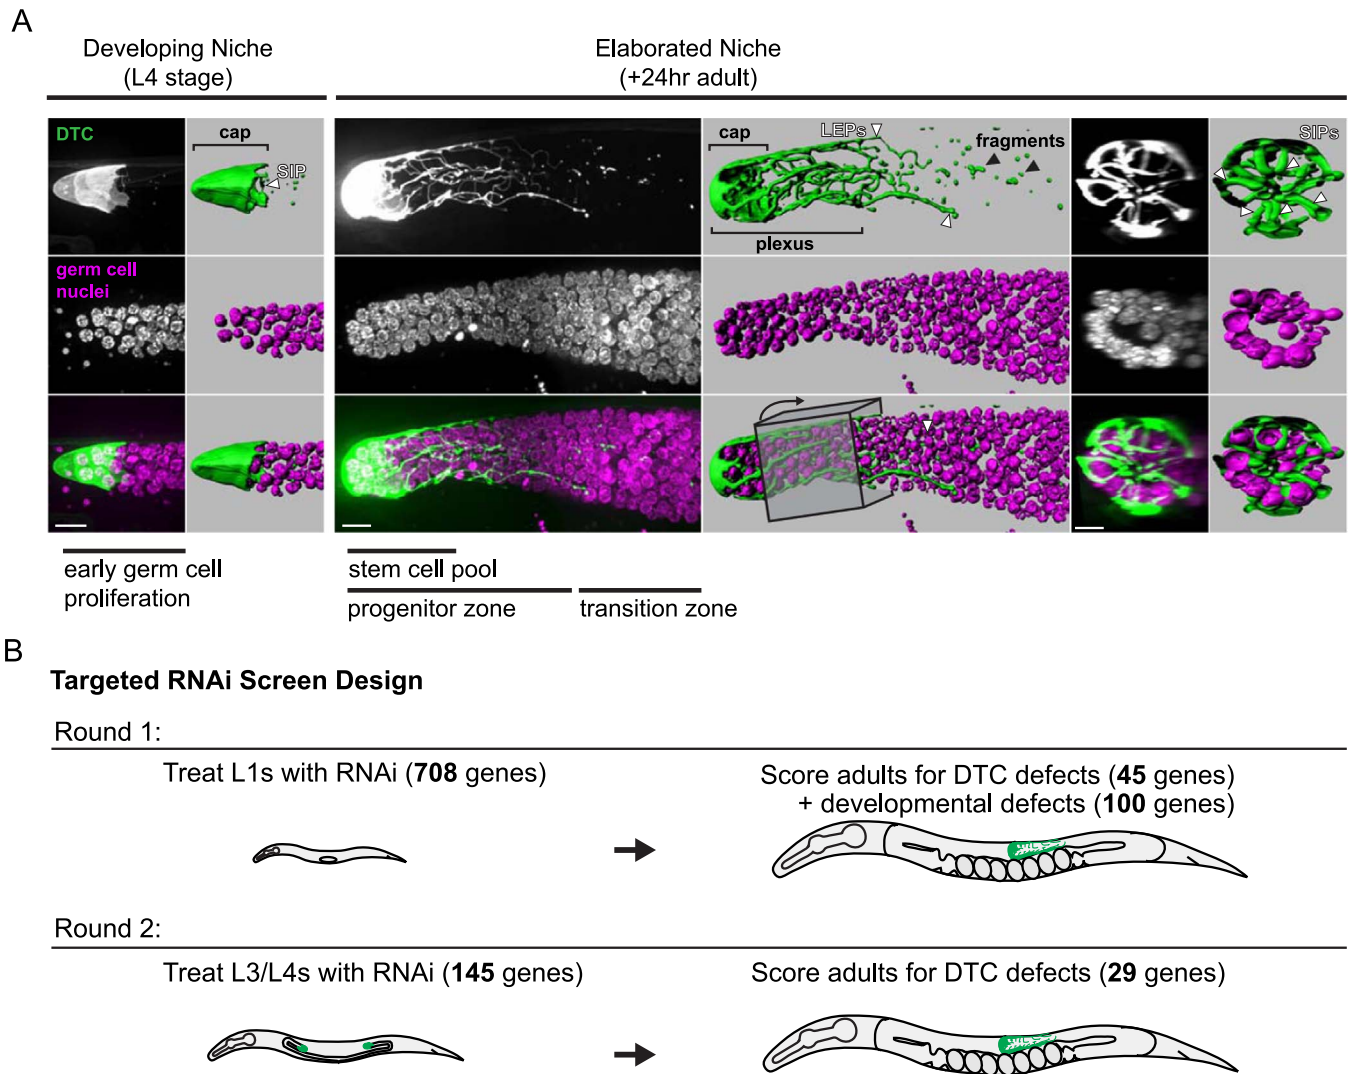 A
Developing Niche
(L4 stage)
Elaborated Niche
(+24hr adult)
DTC
cap
SIP
cap
LEPs
fragments
plexus
SIPs
germ cell
nuclei
early germ cell
proliferation
stem cell pool
progenitor zone
transition zone
B
Targeted RNAi Screen Design
Round 1:
Treat L1s with RNAi (708 genes)
Score adults for DTC defects (45 genes)
+ developmental defects (100 genes)
Round 2:
Treat L3/L4s with RNAi (145 genes)
Score adults for DTC defects (29 genes)